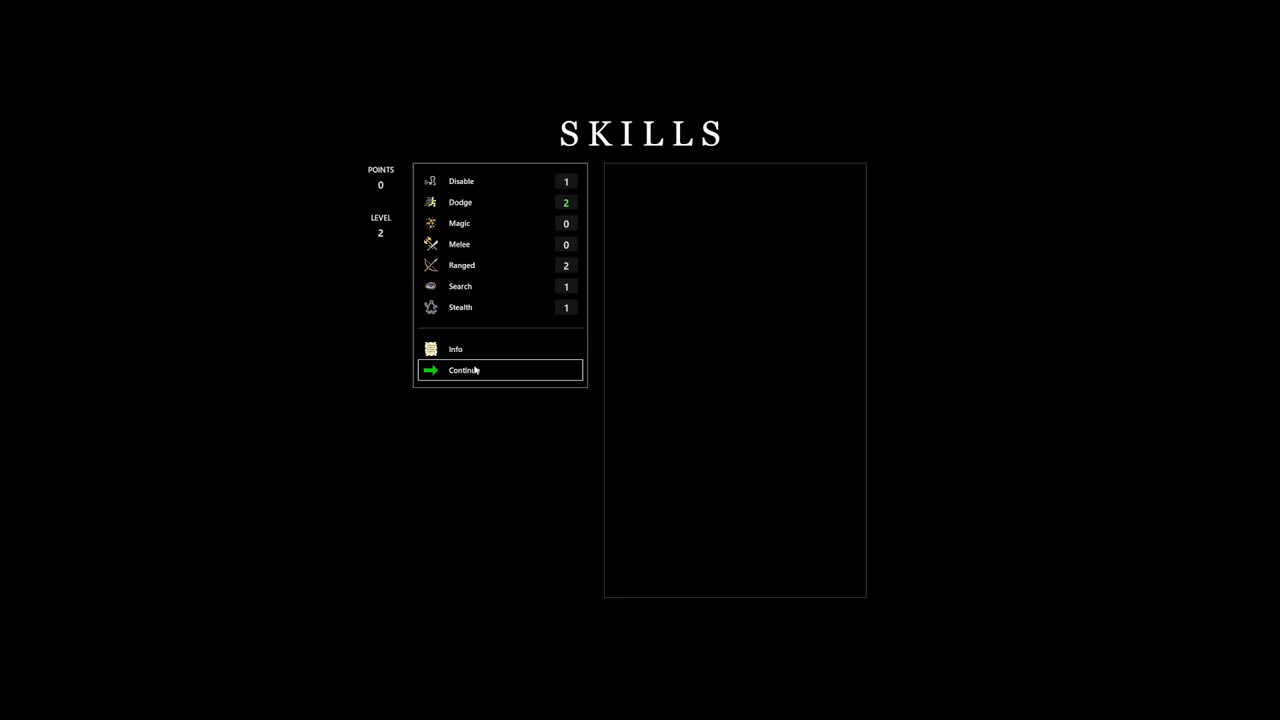 SKILLS
POINTS
0
LEVEL
2
Disable 1
Dodge 2
Magic 0
Melee 0
Ranged 2
Search 1
Stealth 1
Info
Continue